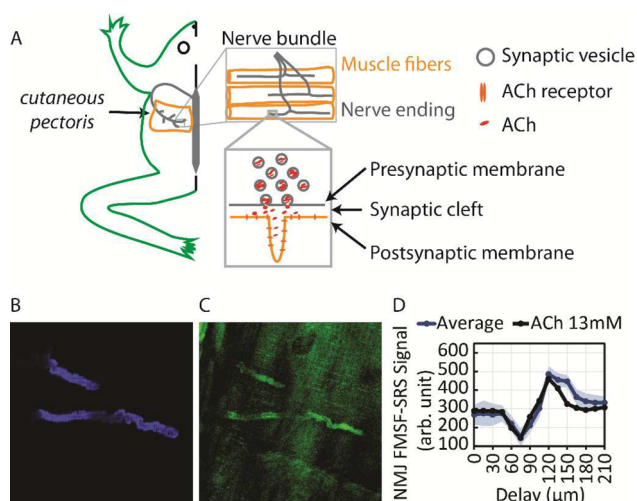 A
Nerve bundle
Muscle fibers
Nerve ending
cutaneous
pectoris
Synaptic vesicle
ACh receptor
ACh
Presynaptic membrane
Synaptic cleft
Postsynaptic membrane
B
C
D
Average ACh 13mM
NMJ FMSF-SRS Signal
(arb. unit)
600
500
400
300
200
100
0 30 60 90 120 150 180 210
Delay (μm)